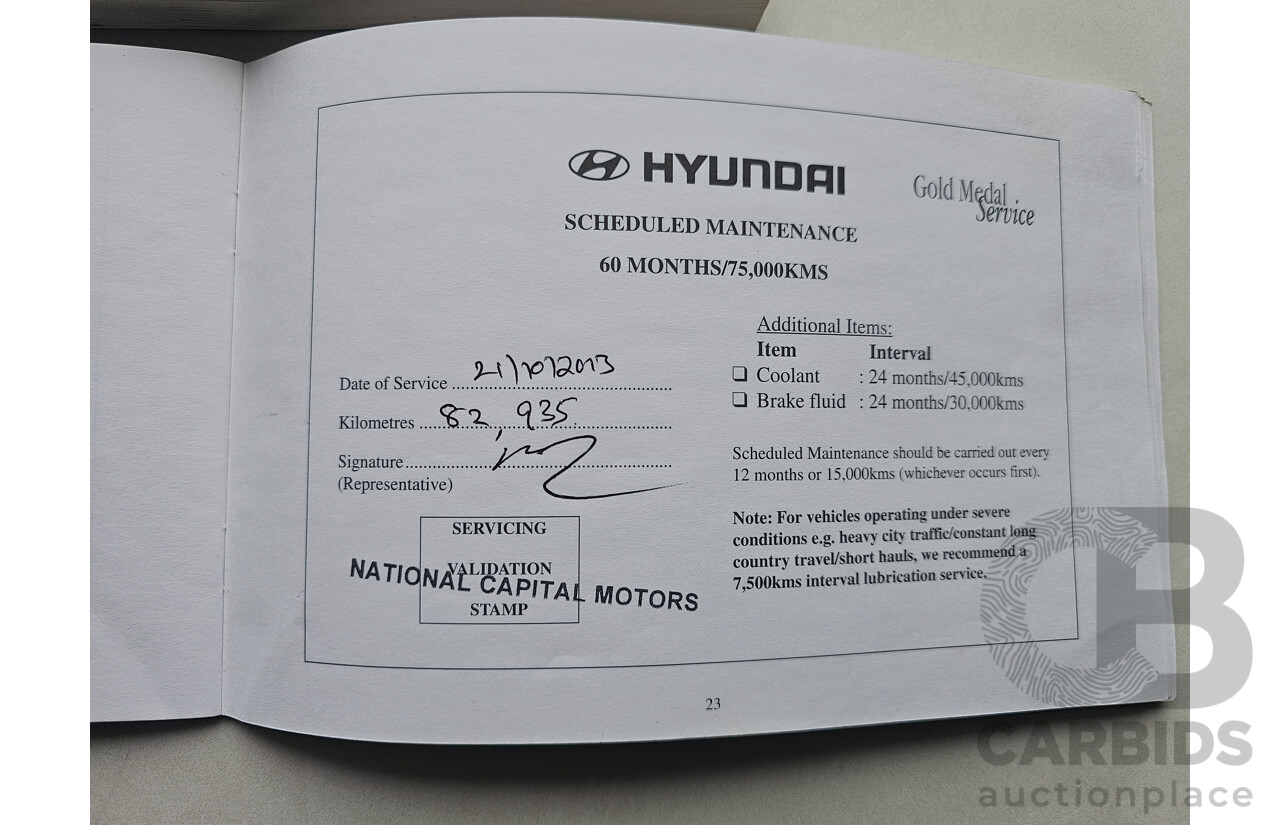 HYUNDAI
Gold Medal
Service
SCHEDULED MAINTENANCE
60 MONTHS/75,000KMS
Date of Service 21/10/2013
Kilometres 82,935
Signature
(Representative)
SERVICING
VALIDATION
STAMP
NATIONAL CAPITAL MOTORS
Additional Items:
Item Interval
❑ Coolant : 24 months/45,000kms
❑ Brake fluid : 24 months/30,000kms
Scheduled Maintenance should be carried out every
12 months or 15,000kms (whichever occurs first).
Note: For vehicles operating under severe
conditions e.g. heavy city traffic/constant long
country travel/short hauls, we recommend a
7,500kms interval lubrication service.
23
CB
CARBIDS
auctionplace